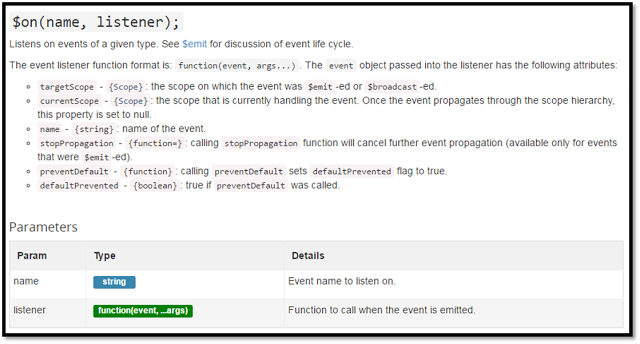 $on(name, listener);
Listens on events of a given type. See $emit for discussion of event life cycle.
The event listener function format is: function(event, args...) . The event object passed into the listener has the following attributes:
targetScope - {Scope} : the scope on which the event was $emit -ed or $broadcast -ed.
currentScope - {Scope} : the scope that is currently handling the event. Once the event propagates through the scope hierarchy,
this property is set to null.
name - {string} : name of the event.
stopPropagation - {function=} : calling stopPropagation function will cancel further event propagation (available only for events
that were $emit -ed).
preventDefault - {function} : calling preventDefault sets defaultPrevented flag to true.
defaultPrevented - {boolean} : true if preventDefault was called.
Parameters
Param Type Details
name string Event name to listen on.
listener function(event, ...args) Function to call when the event is emitted.